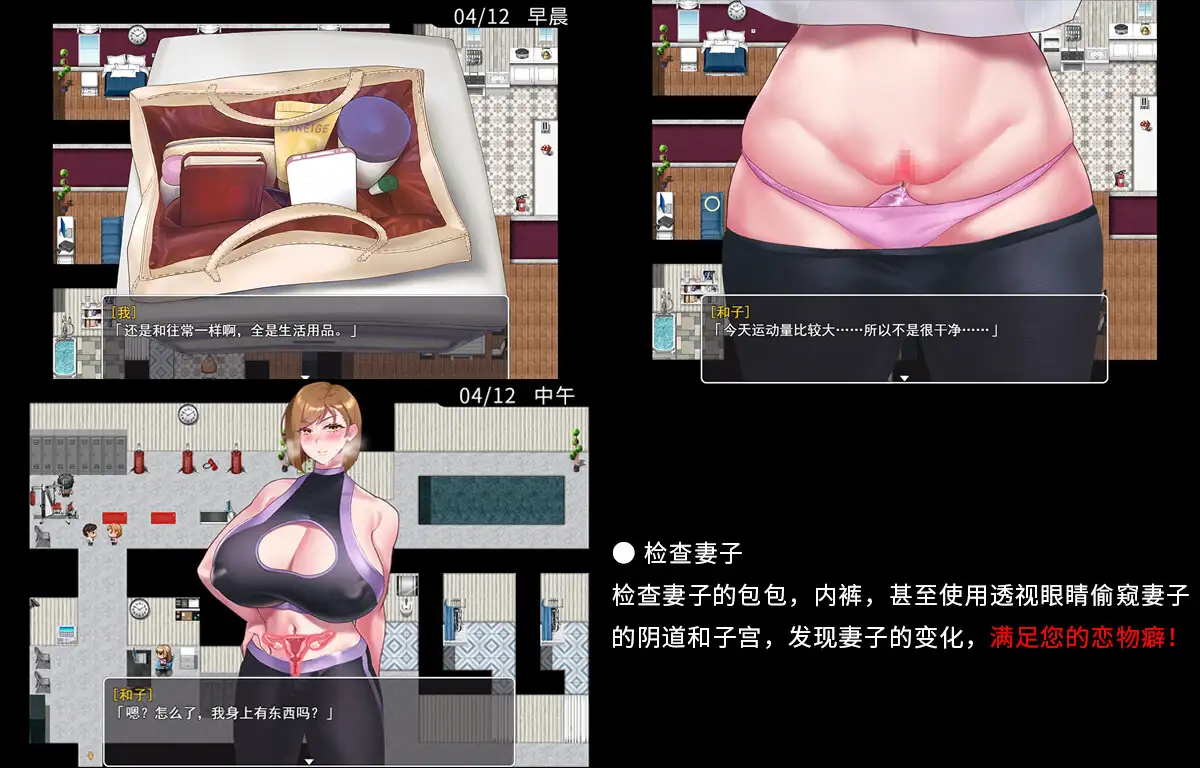 04/12 早晨
LANEIGE
[我]
「还是和往常一样啊，全是生活用品。」
[和子]
「今天运动量比较大……所以不是很干净……」
04/12 中午
[和子]
「嗯？怎么了，我身上有东西吗？」
● 检查妻子
检查妻子的包包，内裤，甚至使用透视眼睛偷窥妻子
的阴道和子宫，发现妻子的变化，满足您的恋物癖！